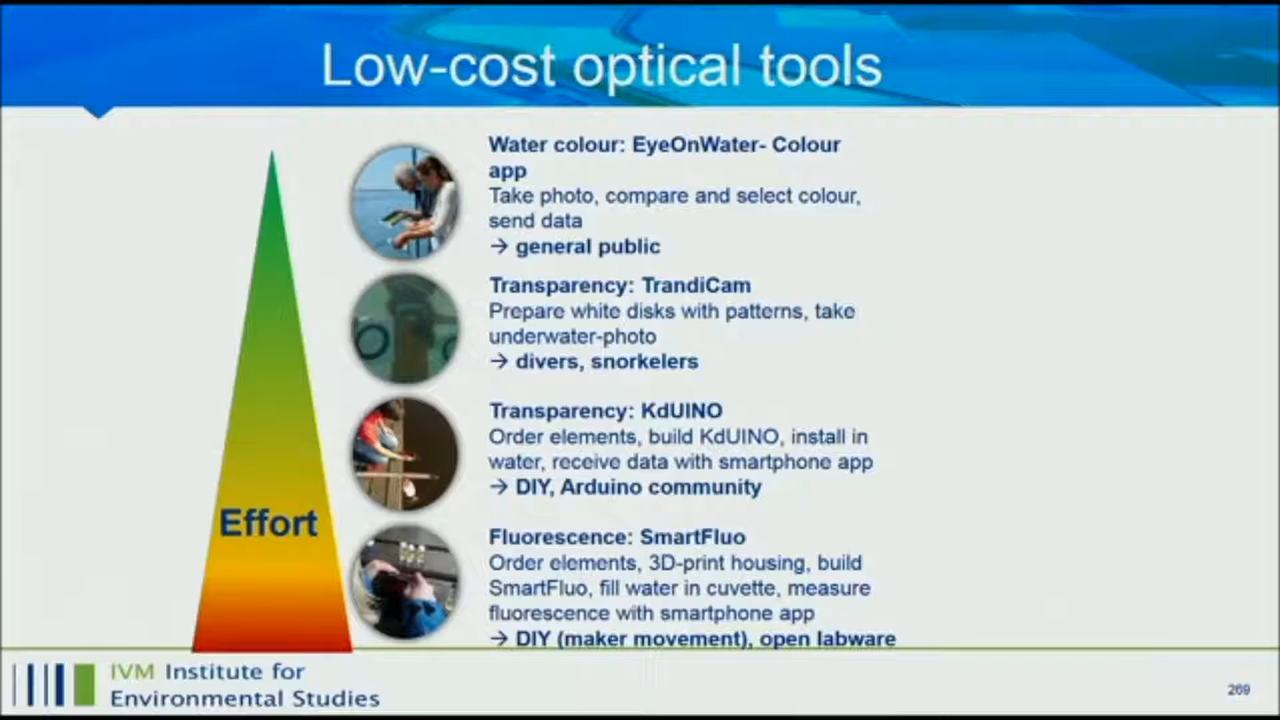 Low-cost optical tools
Water colour: EyeOnWater- Colour
app
Take photo, compare and select colour,
send data
→ general public
Transparency: TrandiCam
Prepare white disks with patterns, take
underwater-photo
→ divers, snorkelers
Transparency: KdUINO
Order elements, build KdUINO, install in
water, receive data with smartphone app
→ DIY, Arduino community
Effort
Fluorescence: SmartFluo
Order elements, 3D-print housing, build
SmartFluo, fill water in cuvette, measure
fluorescence with smartphone app
→ DIY (maker movement), open labware
IVM Institute for
Environmental Studies
269